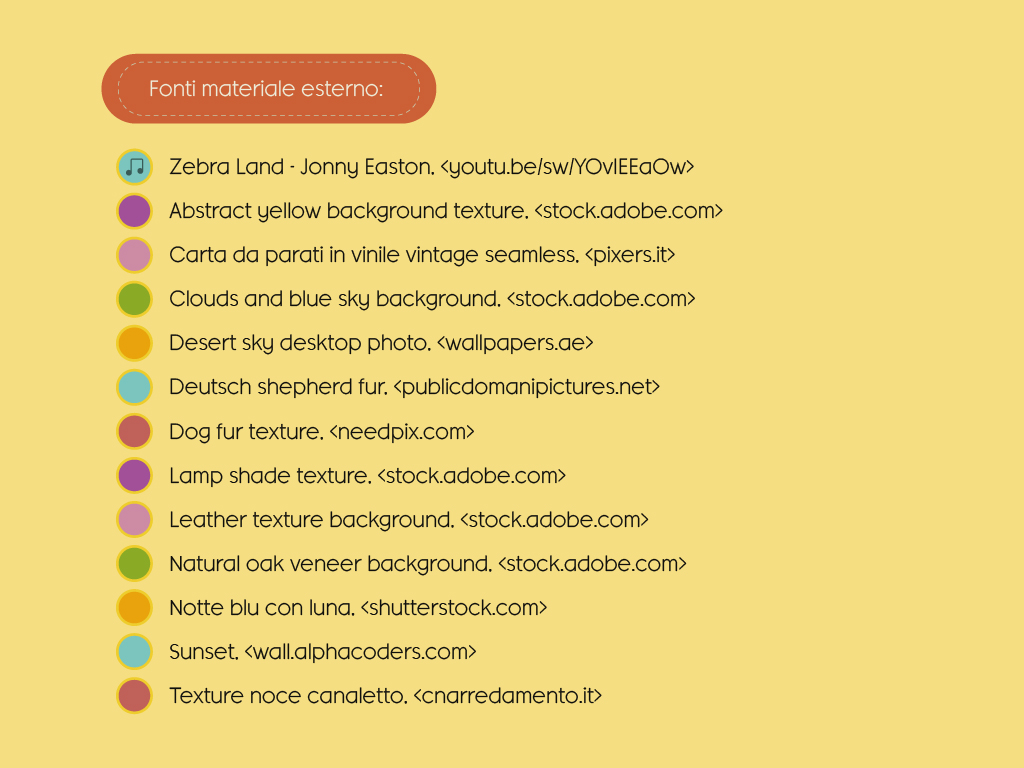 Fonti materiale esterno:
Zebra Land - Jonny Easton. <youtu.be/sw/YOvIEEaOw>
Abstract yellow background texture. <stock.adobe.com>
Carta da parati in vinile vintage seamless. <pixers.it>
Clouds and blue sky background. <stock.adobe.com>
Desert sky desktop photo. <wallpapers.ae>
Deutsch shepherd fur. <publicdomanipictures.net>
Dog fur texture. <needpix.com>
Lamp shade texture. <stock.adobe.com>
Leather texture background. <stock.adobe.com>
Natural oak veneer background. <stock.adobe.com>
Notte blu con luna. <shutterstock.com>
Sunset. <wall.alphacoders.com>
Texture noce canaletto. <cnarredamento.it>